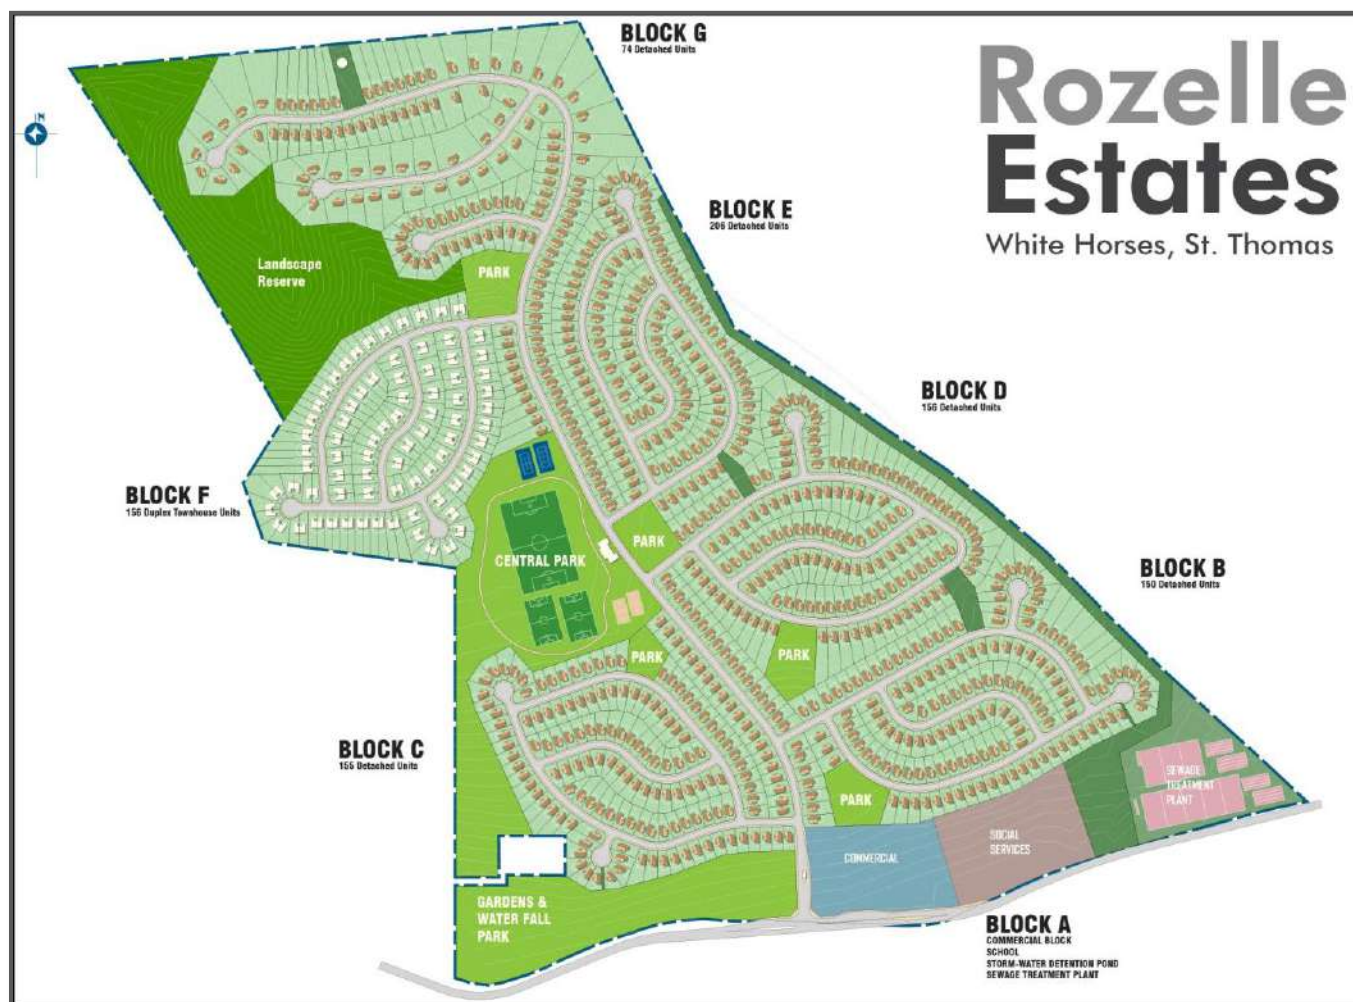 BLOCK G
74 Detached Units
Rozelle
Estates
White Horses, St. Thomas
N
BLOCK E
206 Detached Units
Landscape
Reserve
PARK
BLOCK D
156 Detached Units
BLOCK F
156 Duplex Townhouse Units
CENTRAL PARK
PARK
BLOCK B
150 Detached Units
PARK
PARK
BLOCK C
155 Detached Units
SEWAGE
TREATMENT
PLANT
PARK
SOCIAL
SERVICES
COMMERCIAL
GARDENS &
WATER FALL
PARK
BLOCK A
COMMERCIAL BLOCK
SCHOOL
STORM-WATER DETENTION POND
SEWAGE TREATMENT PLANT